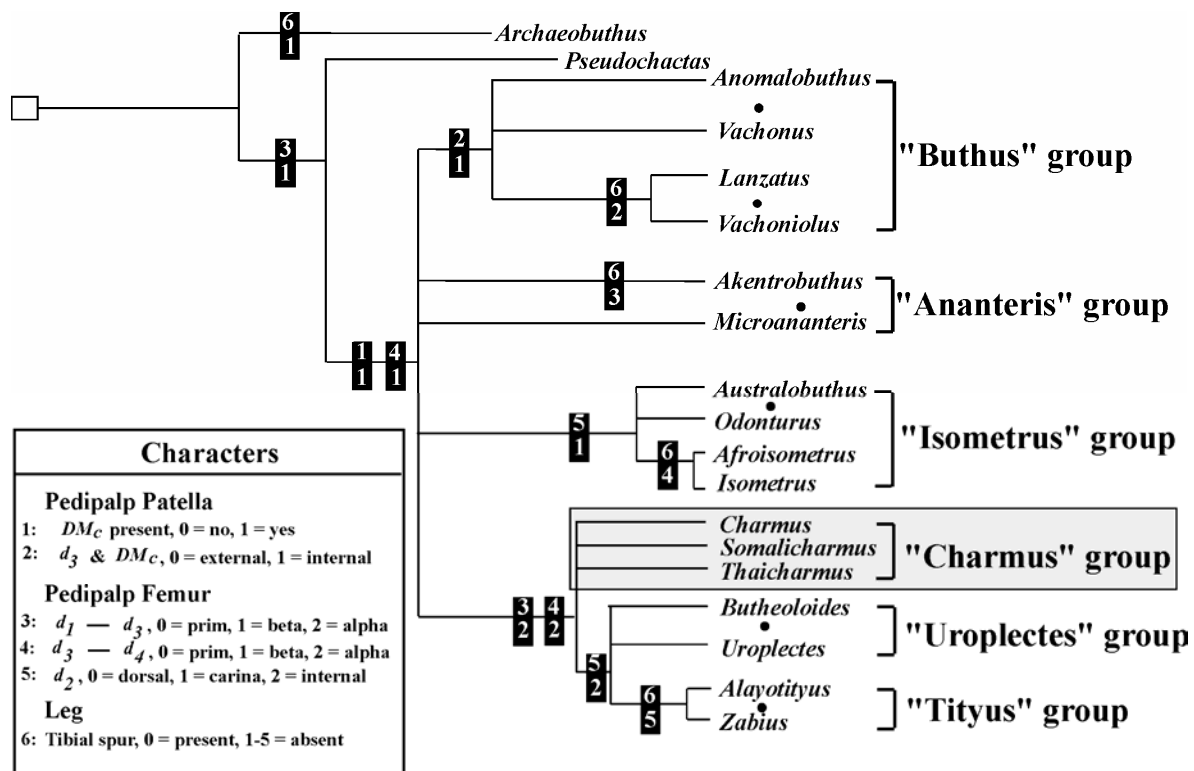 6
1
Archaeobuthus
Pseudochactas
3
1
2
1
Anomalobuthus
Vachonus
6
2
Lanzatus
Vachoniolus
"Buthus" group
6
3
Akentrobuthus
Microananteris
"Ananteris" group
1
1
4
1
5
1
Australobuthus
Odonturus
6
4
Afroisometrus
Isometrus
"Isometrus" group
Charmus
Somalicharmus
Thaicharmus
"Charmus" group
3
2
4
2
5
2
Butheoloides
Uroplectes
"Uroplectes" group
6
5
Alayotityus
Zabius
"Tityus" group
Characters
Pedipalp Patella
1: DMc present, 0 = no, 1 = yes
2: d3 & DMc, 0 = external, 1 = internal
Pedipalp Femur
3: d1 — d3, 0 = prim, 1 = beta, 2 = alpha
4: d3 — d4, 0 = prim, 1 = beta, 2 = alpha
5: d2, 0 = dorsal, 1 = carina, 2 = internal
Leg
6: Tibial spur, 0 = present, 1-5 = absent